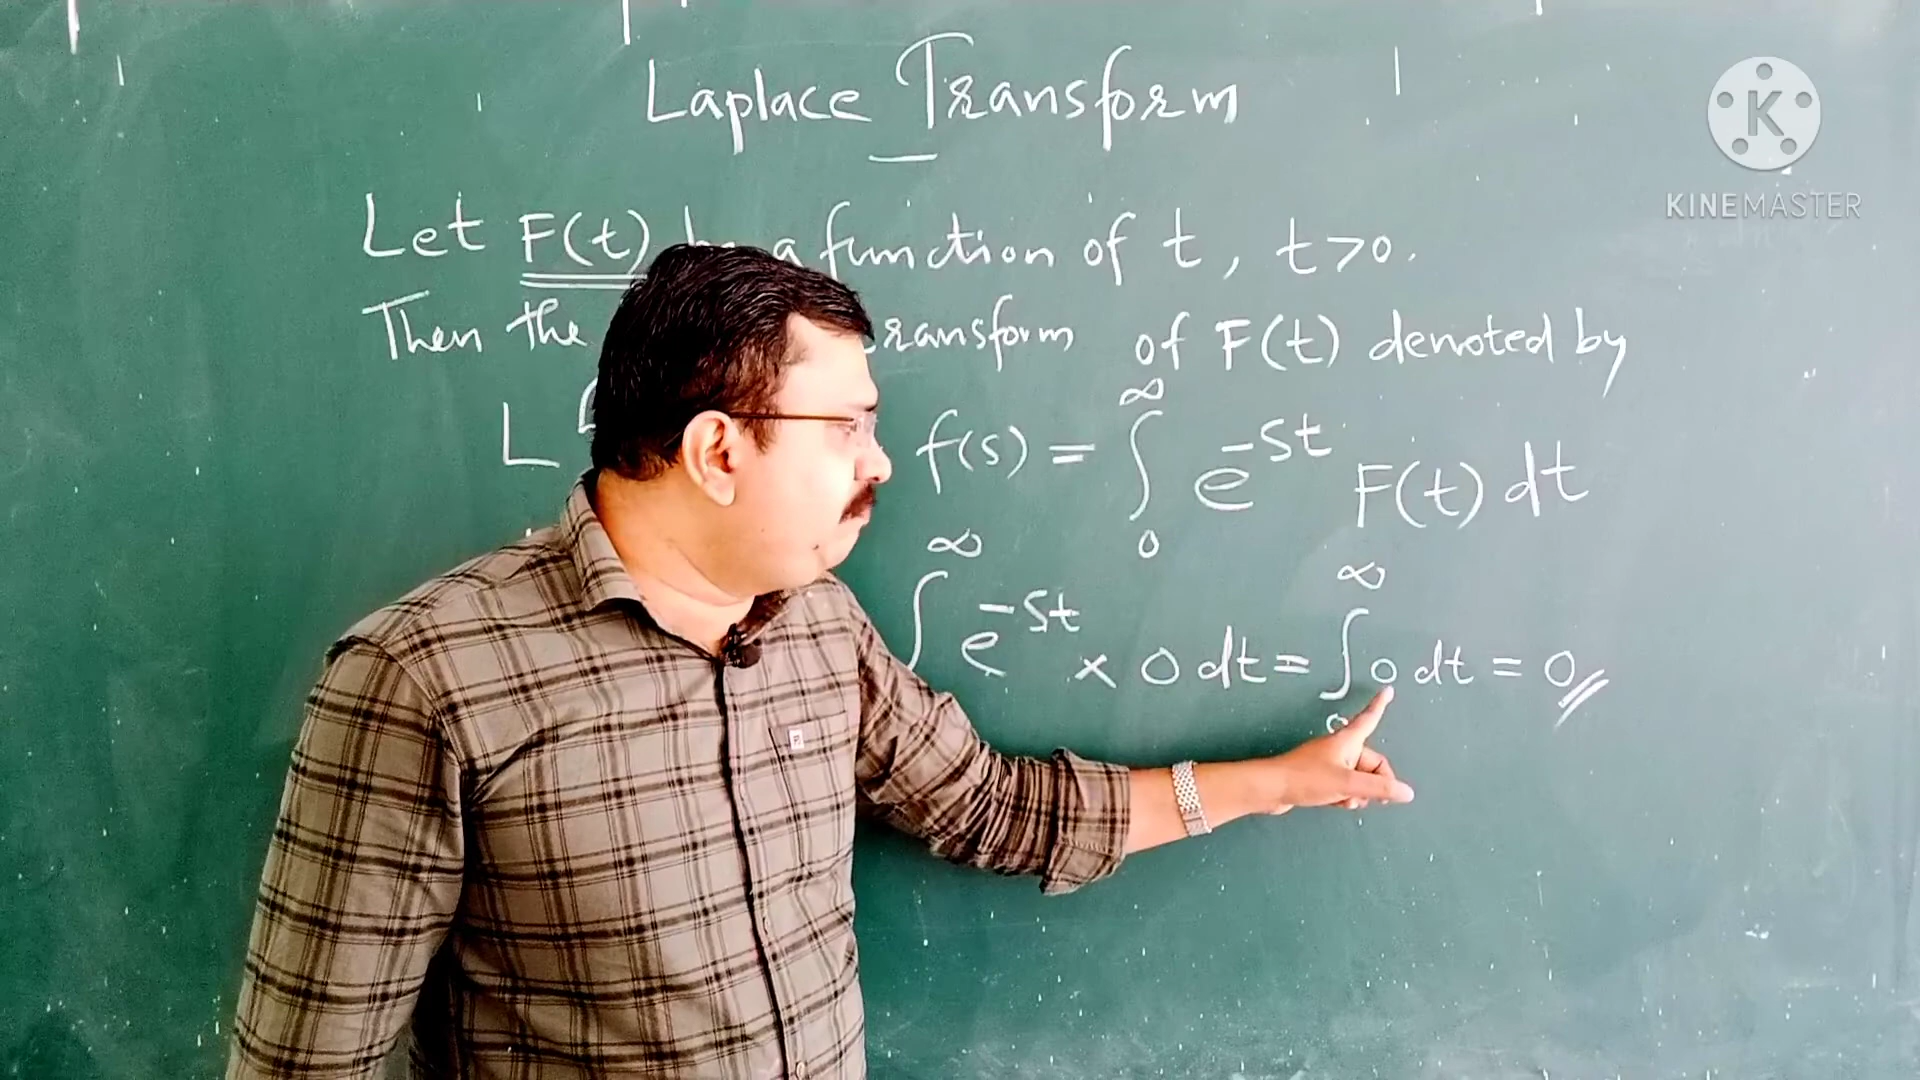 Laplace Transform
K
KINEMASTER
Let F(t) a function of t, t>0.
Then the ransform of F(t) denoted by
L f(s) = ∫₀^∞ e^{-st} F(t) dt
∫^∞ e^{-st} × 0 dt = ∫₀^∞ 0 dt = 0